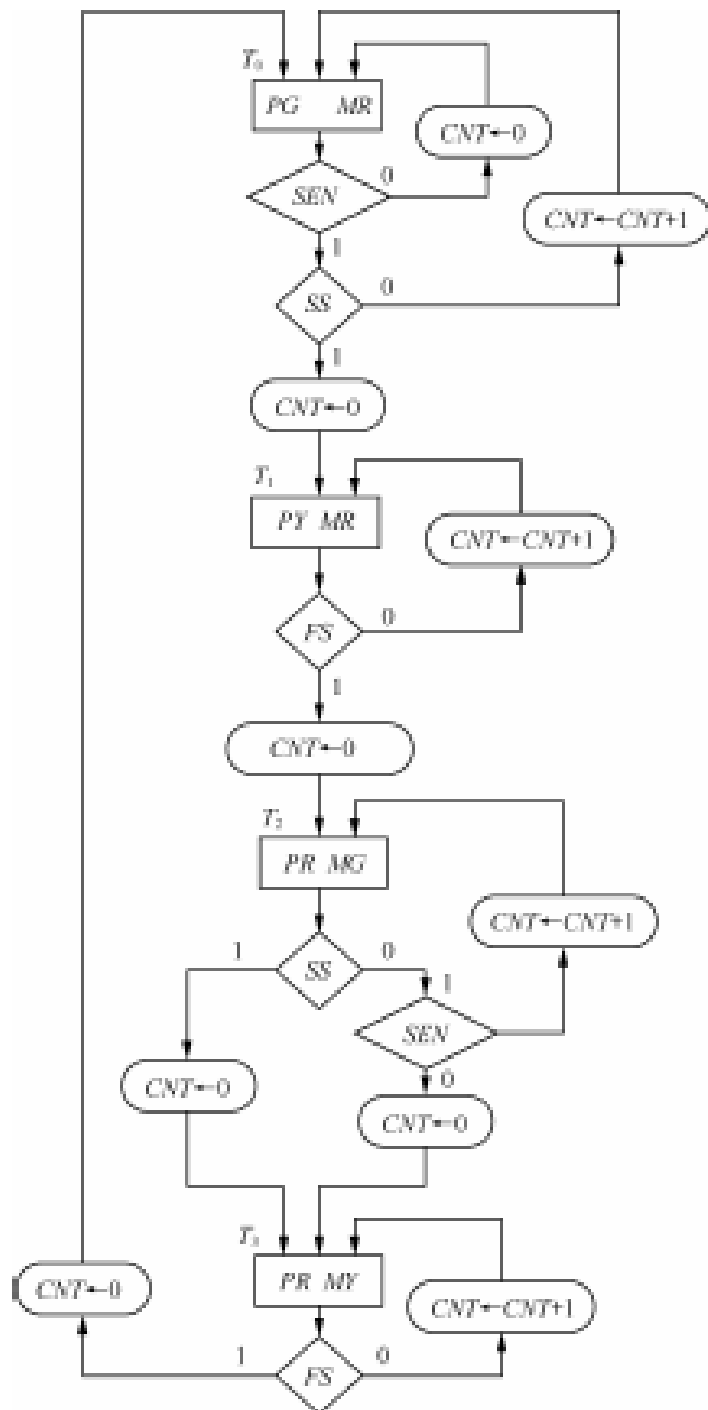 T₀
PG MR
CNT←0
SEN
0
CNT←CNT+1
1
SS
0
1
CNT←0
T₁
PY MR
CNT←CNT+1
FS
0
1
CNT←0
T₂
PR MG
CNT←CNT+1
1
SS
0
1
SEN
CNT←0
0
CNT←0
T₃
PR MY
CNT←0
CNT←CNT+1
1
FS
0